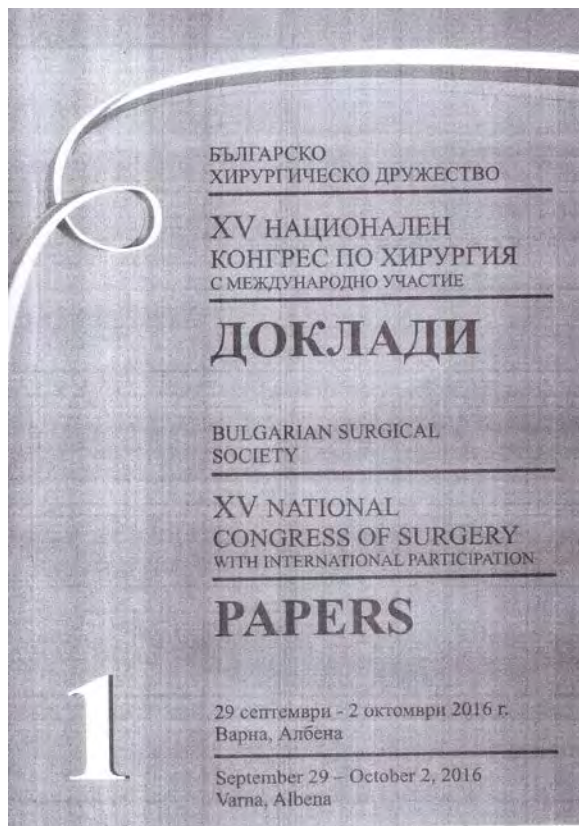 БЪЛГАРСКО
ХИРУРГИЧЕСКО ДРУЖЕСТВО
XV НАЦИОНАЛЕН
КОНГРЕС ПО ХИРУРГИЯ
С МЕЖДУНАРОДНО УЧАСТИЕ
ДОКЛАДИ
BULGARIAN SURGICAL
SOCIETY
XV NATIONAL
CONGRESS OF SURGERY
WITH INTERNATIONAL PARTICIPATION
PAPERS
1
29 септември - 2 октомври 2016 г.
Варна, Албена
September 29 – October 2, 2016
Varna, Albena